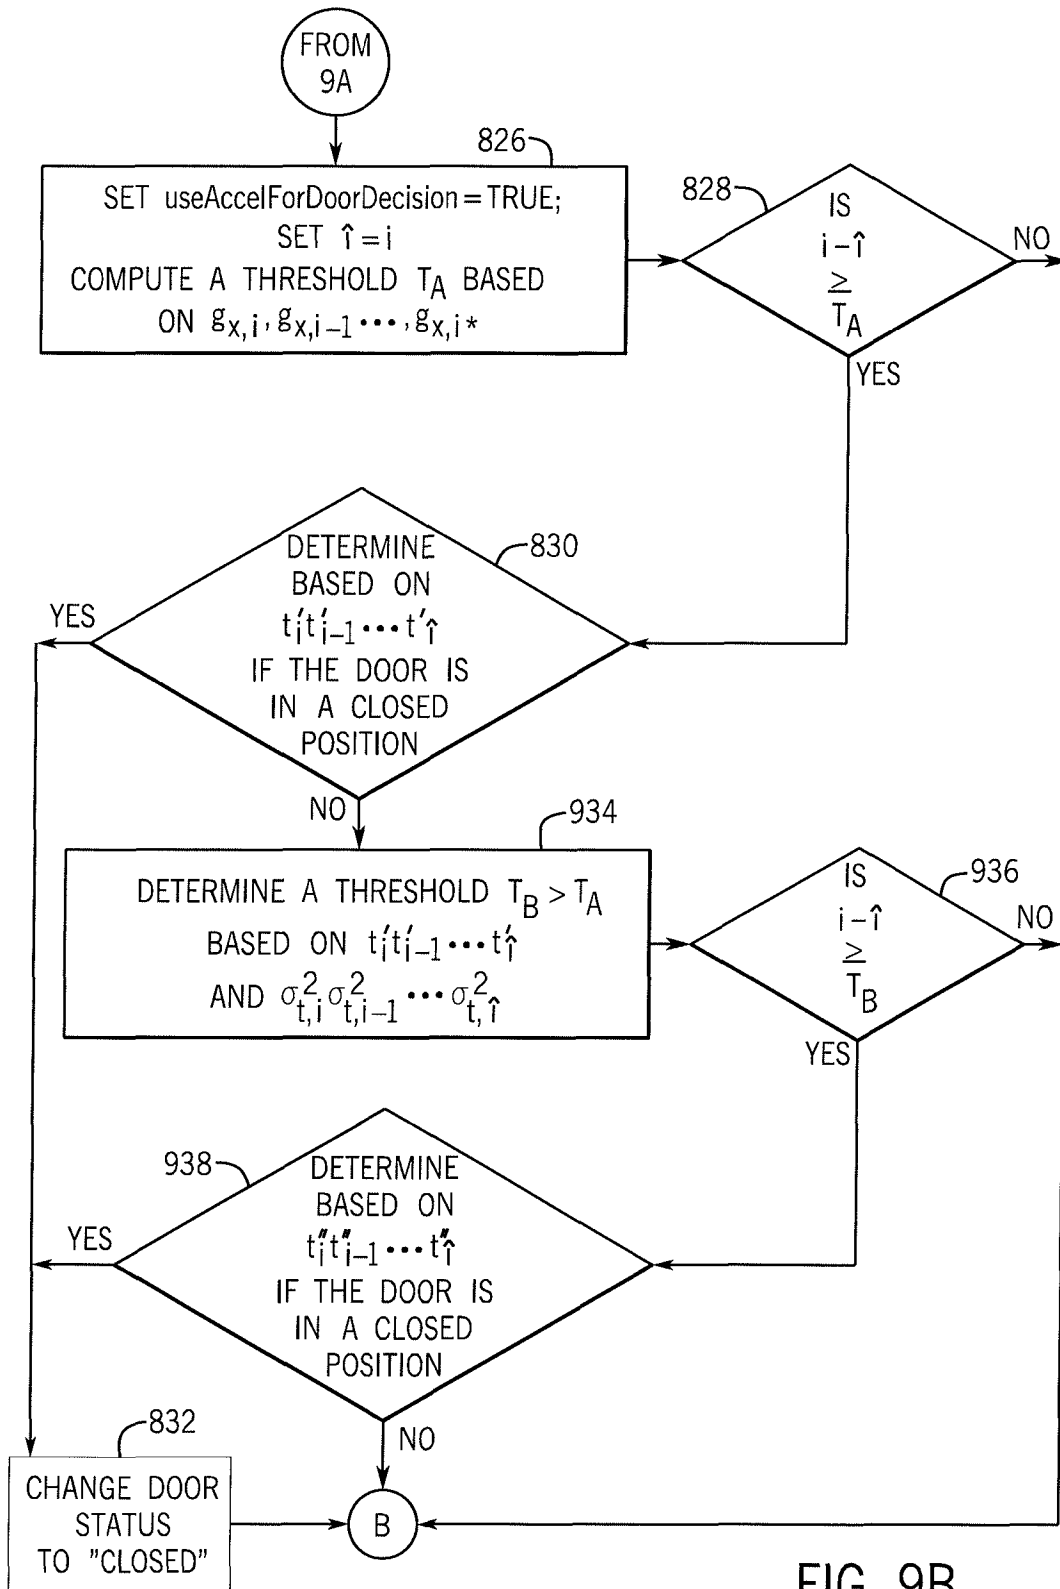 FROM
9A
826
SET useAccelForDoorDecision=TRUE;
SET î=i
COMPUTE A THRESHOLD T_A BASED
ON g_x,i, g_x,i–1 •••, g_x,i*
828
IS
i–î
≥
T_A
NO
YES
830
DETERMINE
BASED ON
t'_i t'_i–1 ••• t'_î
IF THE DOOR IS
IN A CLOSED
POSITION
YES
NO
934
DETERMINE A THRESHOLD T_B > T_A
BASED ON t'_i t'_i–1 ••• t'_î
AND σ²_t,i σ²_t,i–1 ••• σ²_t,î
936
IS
i–î
≥
T_B
NO
YES
938
DETERMINE
BASED ON
t"_i t"_i–1 ••• t"_î
IF THE DOOR IS
IN A CLOSED
POSITION
YES
NO
832
CHANGE DOOR
STATUS
TO "CLOSED"
B
FIG. 9B